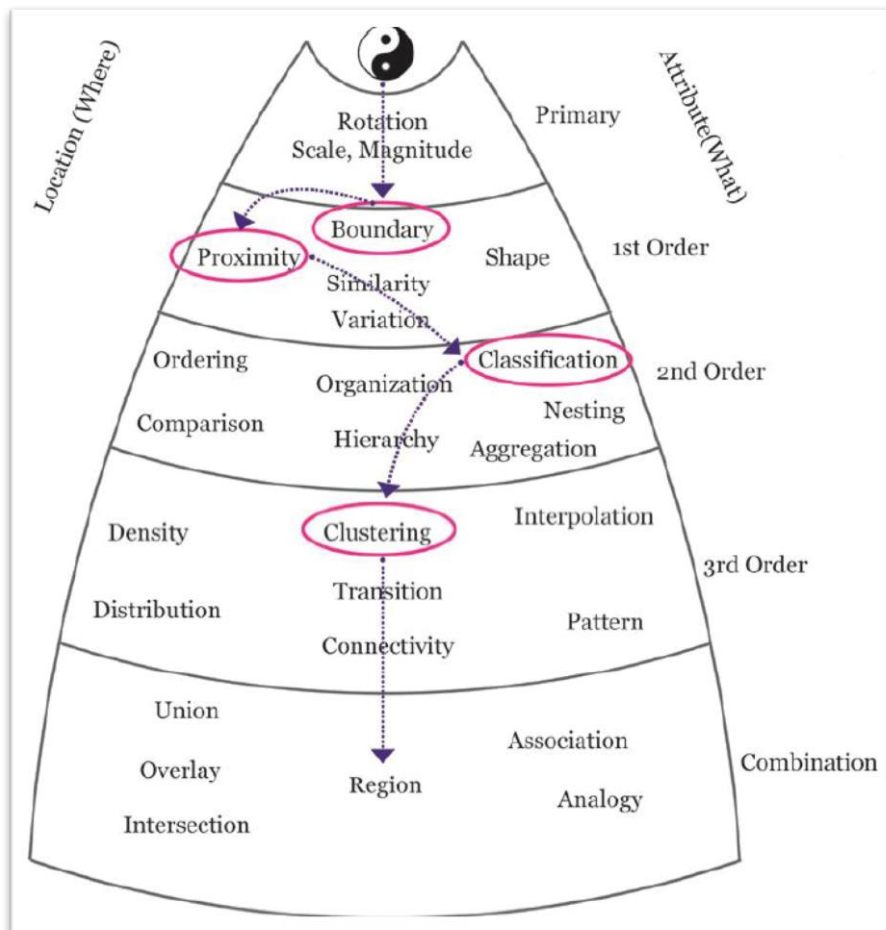 Location (Where)
Attribute(What)
Rotation
Scale, Magnitude
Primary
Boundary
Proximity
Shape
1st Order
Similarity
Variation
Ordering
Classification
2nd Order
Organization
Nesting
Comparison
Hierarchy
Aggregation
Density
Clustering
Interpolation
3rd Order
Transition
Distribution
Pattern
Connectivity
Union
Association
Combination
Overlay
Region
Analogy
Intersection